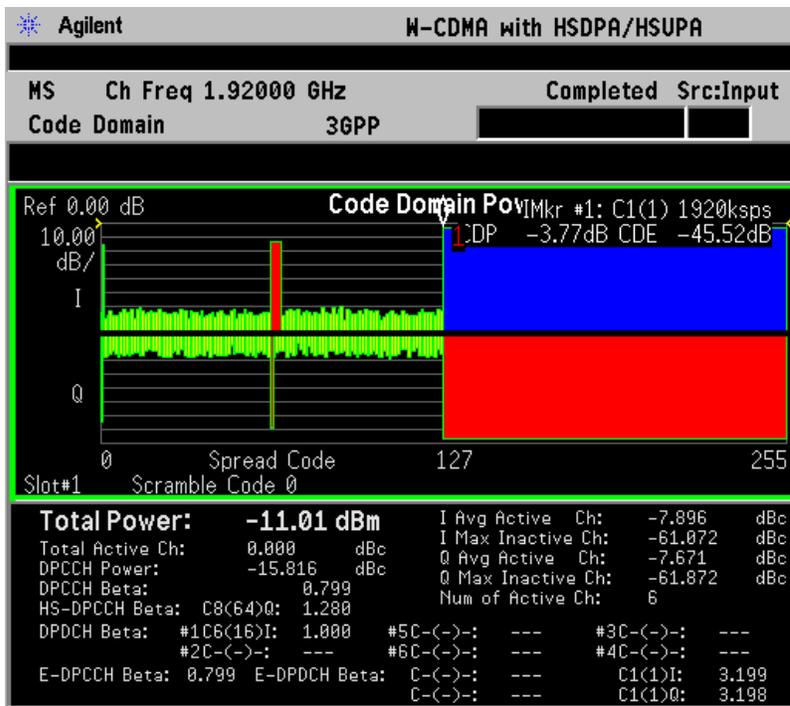 Agilent W-CDMA with HSDPA/HSUPA
MS Ch Freq 1.92000 GHz Completed Src:Input
Code Domain 3GPP
Ref 0.00 dB Code Domain Pow Mkr #1: C1(1) 1920ksps
10.00 1 CDP -3.77dB CDE -45.52dB
dB/
I
Q
0 Spread Code 127 255
Slot#1 Scramble Code 0
Total Power: -11.01 dBm I Avg Active Ch: -7.896 dBc
Total Active Ch: 0.000 dBc I Max Inactive Ch: -61.072 dBc
DPCCH Power: -15.816 dBc Q Avg Active Ch: -7.671 dBc
DPCCH Beta: 0.799 Q Max Inactive Ch: -61.872 dBc
HS-DPCCH Beta: C8(64)Q: 1.280 Num of Active Ch: 6
DPDCH Beta: #1C6(16)I: 1.000 #5C-(-)-: --- #3C-(-)-: ---
#2C-(-)-: --- #6C-(-)-: --- #4C-(-)-: ---
E-DPCCH Beta: 0.799 E-DPDCH Beta: C-(-)-: --- C1(1)I: 3.199
C-(-)-: --- C1(1)Q: 3.198